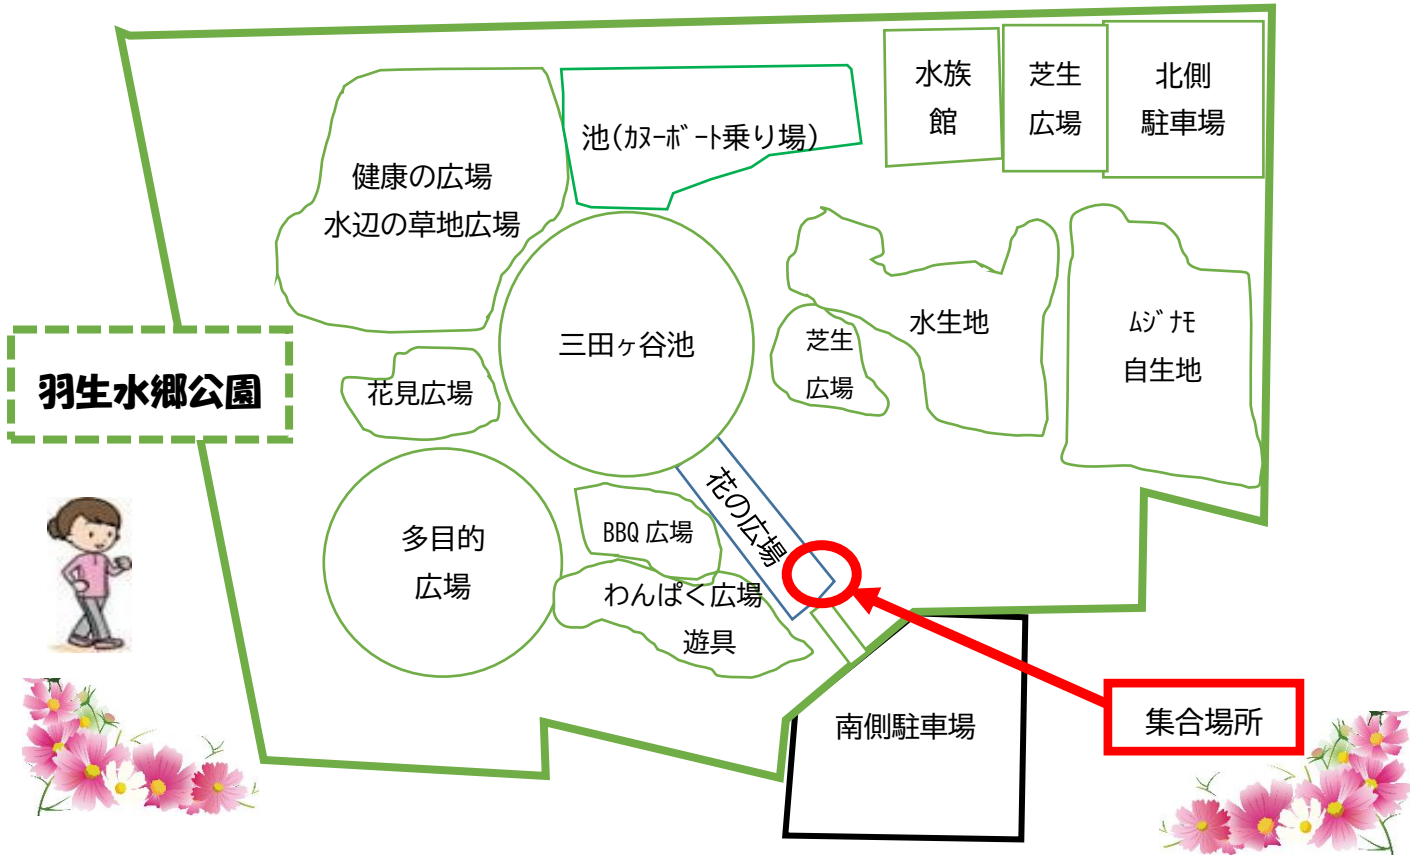 水族
館
芝生
広場
北側
駐車場
池(ｶﾇｰﾎﾞｰﾄ乗り場)
健康の広場
水辺の草地広場
三田ヶ谷池
水生地
芝生
広場
ﾑｼﾞﾅﾓ
自生地
羽生水郷公園
花見広場
花の広場
多目的
広場
BBQ 広場
わんぱく広場
遊具
南側駐車場
集合場所